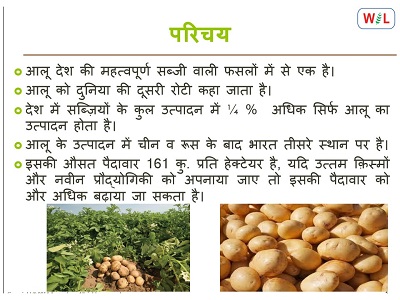 WIL
परिचय
आलू देश की महत्वपूर्ण सब्जी वाली फसलों में से एक है।
आलू को दुनिया की दूसरी रोटी कहा जाता है।
देश में सब्ज़ियों के कुल उत्पादन में ¼ % अधिक सिर्फ आलू का
उत्पादन होता है।
आलू के उत्पादन में चीन व रूस के बाद भारत तीसरे स्थान पर है।
इसकी औसत पैदावार 161 कु. प्रति हेक्टेयर है, यदि उत्तम क़िस्मों
और नवीन प्रौद्योगिकी को अपनाया जाए तो इसकी पैदावार को
और अधिक बढ़ाया जा सकता है।